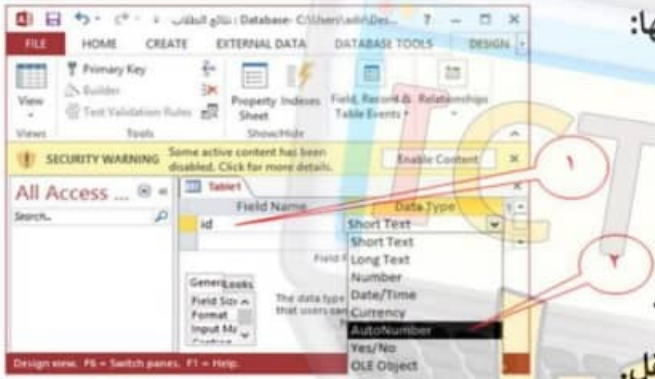 نتائج الطلاب : Database- C:\Users\adir\Des... ?
FILE HOME CREATE EXTERNAL DATA DATABASE TOOLS DESIGN
View
Primary Key
Builder
Test Validation Rules
Property Sheet
Indexes
Field, Record & Table Events
Relationships
Views Tools Show/Hide
SECURITY WARNING Some active content has been disabled. Click for more details. Enable Content
All Access ...
Search...
Table1
Field Name Data Type
id Short Text
Short Text
Long Text
Number
Date/Time
Currency
AutoNumber
Yes/No
OLE Object
General Lookup
Field Size
Format
The data type
that users can
Design view. F6 = Switch panes. F1 = Help.
ICT
١
٢